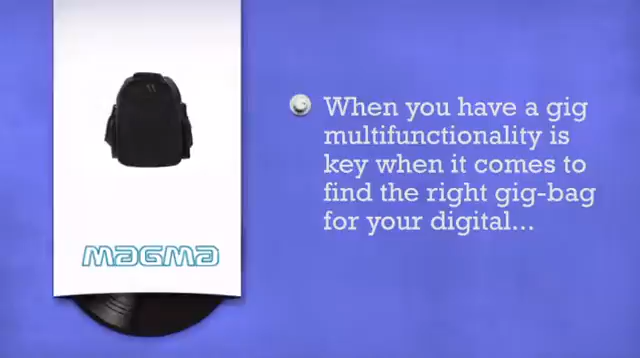 When you have a gig
multifunctionality is
key when it comes to
find the right gig-bag
for your digital...
MAGMA